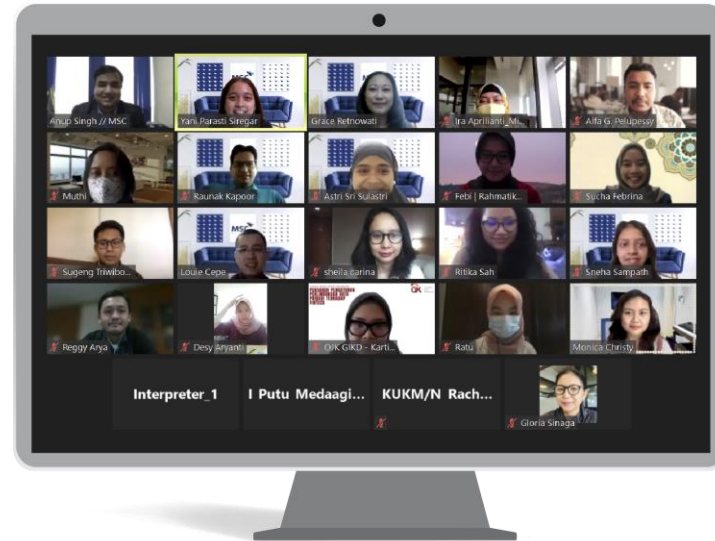 Anup Singh // MSC
Yani Parasti Siregar
Grace Retnowati
Ira Aprilianti_Mi...
Alfa G. Pelupessy
Muthi
Raunak Kapoor
Astri Sri Sulastri
Febi | Rahmatik...
Sucha Febrina
Sugeng Triwibo...
MSC
Louie Cepe
sheila carina
Ritika Sah
Sneha Sampath
Reggy Arya
Desy Aryanti
OJK GIKD - Karti...
Ratu
Monica Christy
Interpreter_1
I Putu Medaagi...
KUKM/N Rach...
Gloria Sinaga